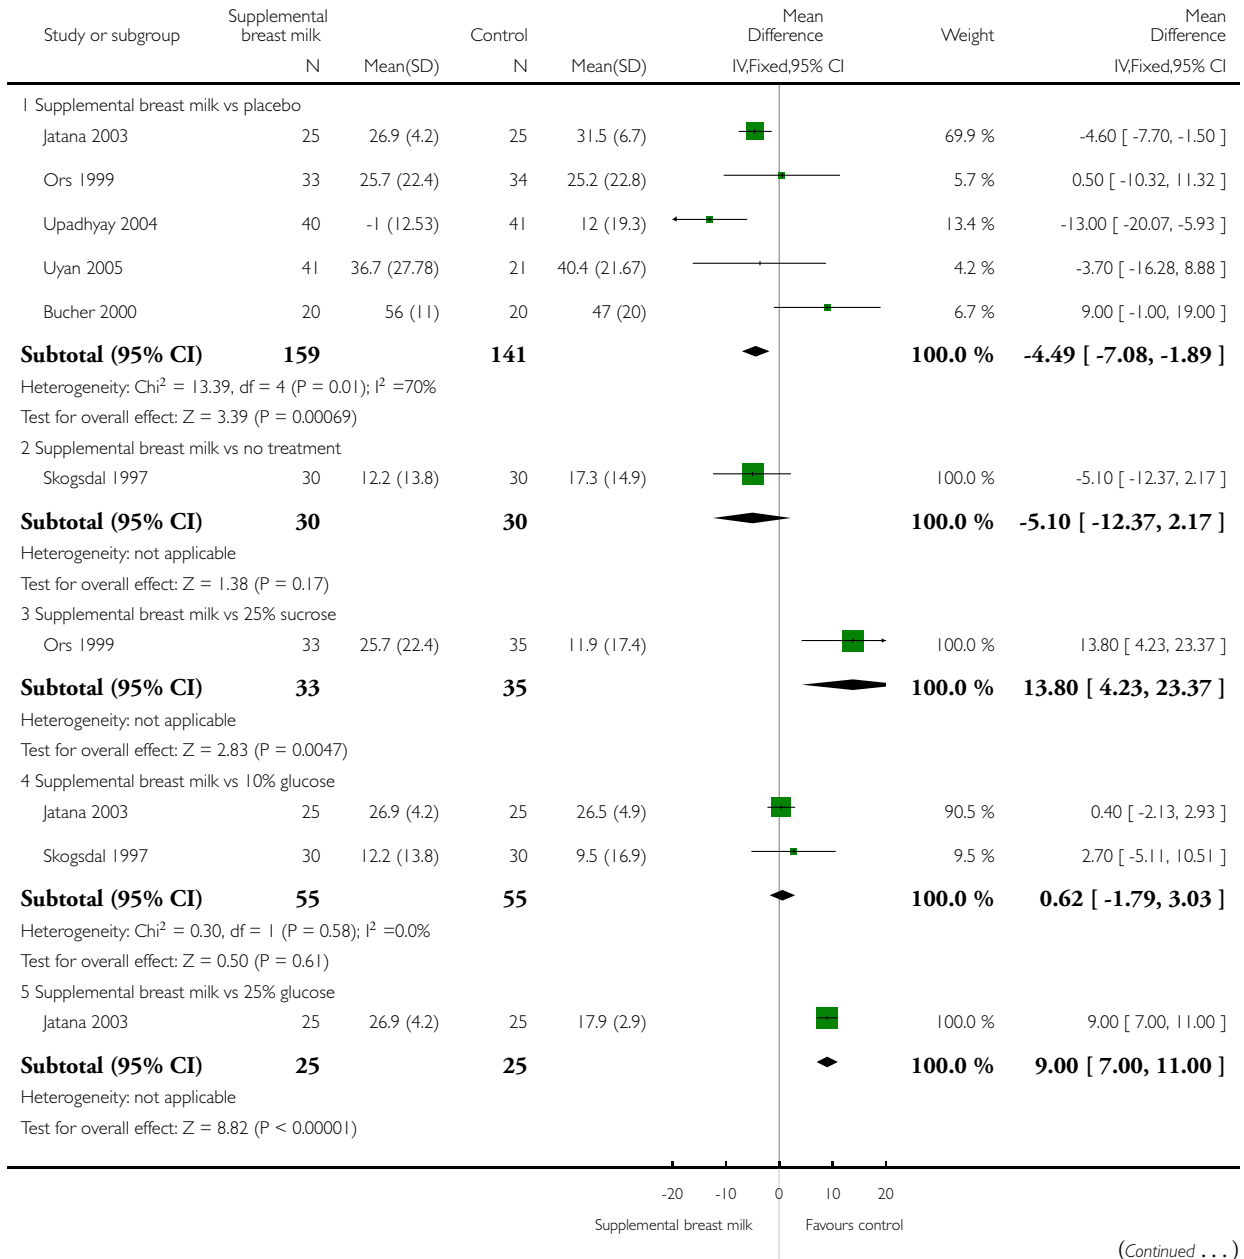 Study or subgroup Supplemental breast milk Control Mean Difference Weight Mean Difference
N Mean(SD) N Mean(SD) IV,Fixed,95% CI IV,Fixed,95% CI
1 Supplemental breast milk vs placebo
Jatana 2003 25 26.9 (4.2) 25 31.5 (6.7) 69.9 % -4.60 [ -7.70, -1.50 ]
Ors 1999 33 25.7 (22.4) 34 25.2 (22.8) 5.7 % 0.50 [ -10.32, 11.32 ]
Upadhyay 2004 40 -1 (12.53) 41 12 (19.3) 13.4 % -13.00 [ -20.07, -5.93 ]
Uyan 2005 41 36.7 (27.78) 21 40.4 (21.67) 4.2 % -3.70 [ -16.28, 8.88 ]
Bucher 2000 20 56 (11) 20 47 (20) 6.7 % 9.00 [ -1.00, 19.00 ]
Subtotal (95% CI) 159 141 100.0 % -4.49 [ -7.08, -1.89 ]
Heterogeneity: Chi² = 13.39, df = 4 (P = 0.01); I² =70%
Test for overall effect: Z = 3.39 (P = 0.00069)
2 Supplemental breast milk vs no treatment
Skogsdal 1997 30 12.2 (13.8) 30 17.3 (14.9) 100.0 % -5.10 [ -12.37, 2.17 ]
Subtotal (95% CI) 30 30 100.0 % -5.10 [ -12.37, 2.17 ]
Heterogeneity: not applicable
Test for overall effect: Z = 1.38 (P = 0.17)
3 Supplemental breast milk vs 25% sucrose
Ors 1999 33 25.7 (22.4) 35 11.9 (17.4) 100.0 % 13.80 [ 4.23, 23.37 ]
Subtotal (95% CI) 33 35 100.0 % 13.80 [ 4.23, 23.37 ]
Heterogeneity: not applicable
Test for overall effect: Z = 2.83 (P = 0.0047)
4 Supplemental breast milk vs 10% glucose
Jatana 2003 25 26.9 (4.2) 25 26.5 (4.9) 90.5 % 0.40 [ -2.13, 2.93 ]
Skogsdal 1997 30 12.2 (13.8) 30 9.5 (16.9) 9.5 % 2.70 [ -5.11, 10.51 ]
Subtotal (95% CI) 55 55 100.0 % 0.62 [ -1.79, 3.03 ]
Heterogeneity: Chi² = 0.30, df = 1 (P = 0.58); I² =0.0%
Test for overall effect: Z = 0.50 (P = 0.61)
5 Supplemental breast milk vs 25% glucose
Jatana 2003 25 26.9 (4.2) 25 17.9 (2.9) 100.0 % 9.00 [ 7.00, 11.00 ]
Subtotal (95% CI) 25 25 100.0 % 9.00 [ 7.00, 11.00 ]
Heterogeneity: not applicable
Test for overall effect: Z = 8.82 (P < 0.00001)
-20 -10 0 10 20
Supplemental breast milk Favours control
(Continued . . . )